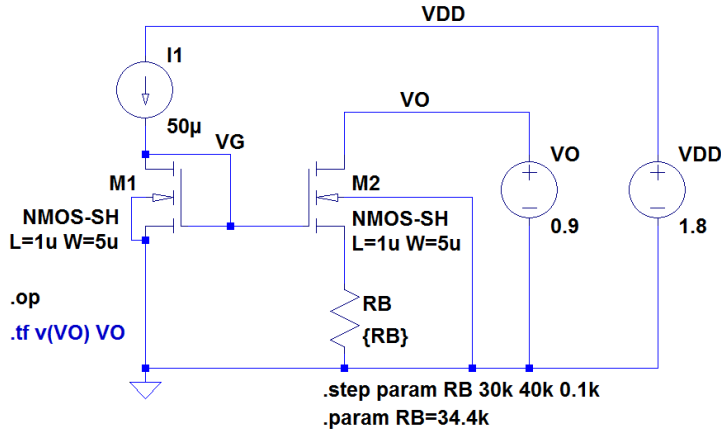 VDD
I1
50µ
VG
VO
M1
M2
VO
VDD
NMOS-SH
L=1u W=5u
NMOS-SH
L=1u W=5u
0.9
1.8
.op
.tf v(VO) VO
RB
{RB}
.step param RB 30k 40k 0.1k
.param RB=34.4k